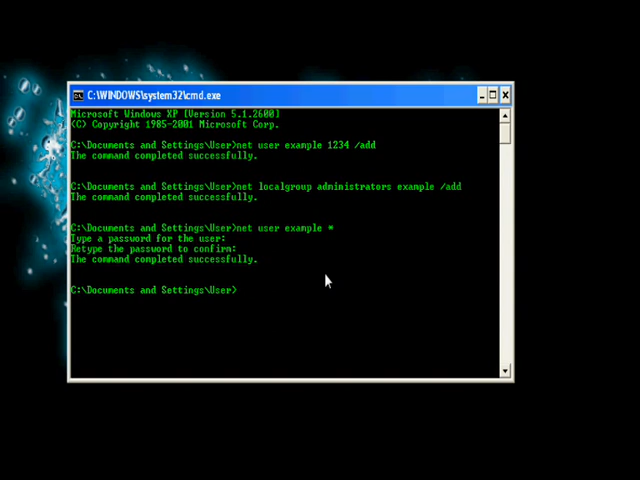 C:\WINDOWS\system32\cmd.exe
Microsoft Windows XP [Version 5.1.2600]
(C) Copyright 1985-2001 Microsoft Corp.
C:\Documents and Settings\User>net user example 1234 /add
The command completed successfully.
C:\Documents and Settings\User>net localgroup administrators example /add
The command completed successfully.
C:\Documents and Settings\User>net user example *
Type a password for the user:
Retype the password to confirm:
The command completed successfully.
C:\Documents and Settings\User>